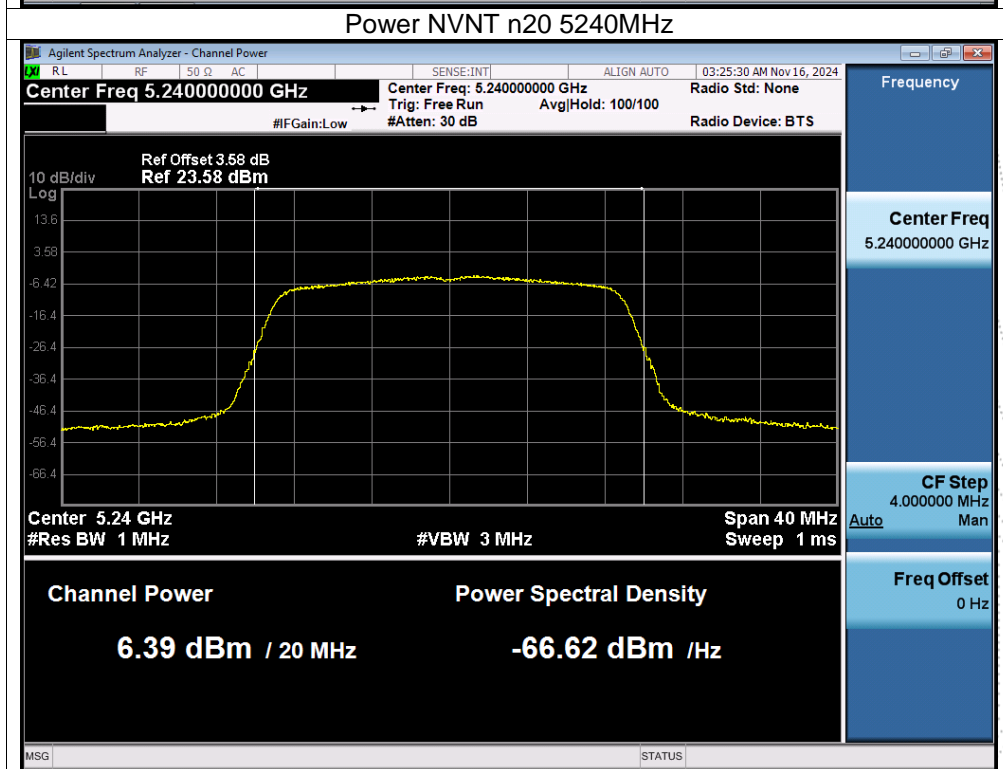 Power NVNT n20 5240MHz
Agilent Spectrum Analyzer - Channel Power
LXI RL RF 50 Ω AC SENSE:INT ALIGN AUTO 03:25:30 AM Nov 16, 2024
Center Freq 5.240000000 GHz
Center Freq: 5.240000000 GHz Radio Std: None
Trig: Free Run Avg|Hold: 100/100
#IFGain:Low #Atten: 30 dB Radio Device: BTS
Ref Offset 3.58 dB
10 dB/div Ref 23.58 dBm
Log
13.6
3.58
-6.42
-16.4
-26.4
-36.4
-46.4
-56.4
-66.4
Center 5.24 GHz Span 40 MHz
#Res BW 1 MHz #VBW 3 MHz Sweep 1 ms
Channel Power Power Spectral Density
6.39 dBm / 20 MHz -66.62 dBm /Hz
Frequency
Center Freq
5.240000000 GHz
CF Step
4.000000 MHz
Auto Man
Freq Offset
0 Hz
MSG STATUS